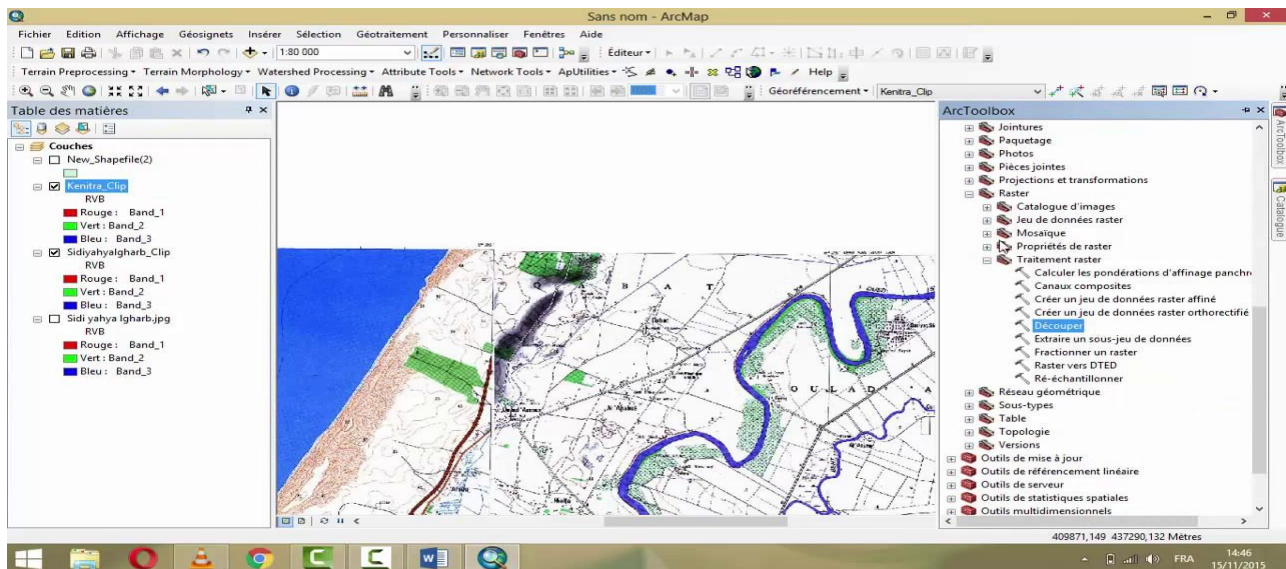 Sans nom - ArcMap
Fichier Edition Affichage Géosignets Insérer Sélection Géotraitement Personnaliser Fenêtres Aide
1:80 000 Éditeur
Terrain Preprocessing Terrain Morphology Watershed Processing Attribute Tools Network Tools ApUtilities Help
Géoréférencement Kenitra_Clip
Table des matières
Couches
New_Shapefile(2)
Kenitra_Clip
RVB
Rouge : Band_1
Vert : Band_2
Bleu : Band_3
Sidiyahyalgharb_Clip
RVB
Rouge : Band_1
Vert : Band_2
Bleu : Band_3
Sidi yahya lgharb.jpg
RVB
Rouge : Band_1
Vert : Band_2
Bleu : Band_3
Q B A T
O U L A D
ArcToolbox
Jointures
Paquetage
Photos
Pièces jointes
Projections et transformations
Raster
Catalogue d'images
Jeu de données raster
Mosaïque
Propriétés de raster
Traitement raster
Calculer les pondérations d'affinage panchro
Canaux composites
Créer un jeu de données raster affiné
Créer un jeu de données raster orthorectifié
Découper
Extraire un sous-jeu de données
Fractionner un raster
Raster vers DTED
Ré-échantillonner
Réseau géométrique
Sous-types
Table
Topologie
Versions
Outils de mise à jour
Outils de référencement linéaire
Outils de serveur
Outils de statistiques spatiales
Outils multidimensionnels
ArcToolbox
Catalogue
409871,149 437290,132 Mètres
FRA
14:46
15/11/2015